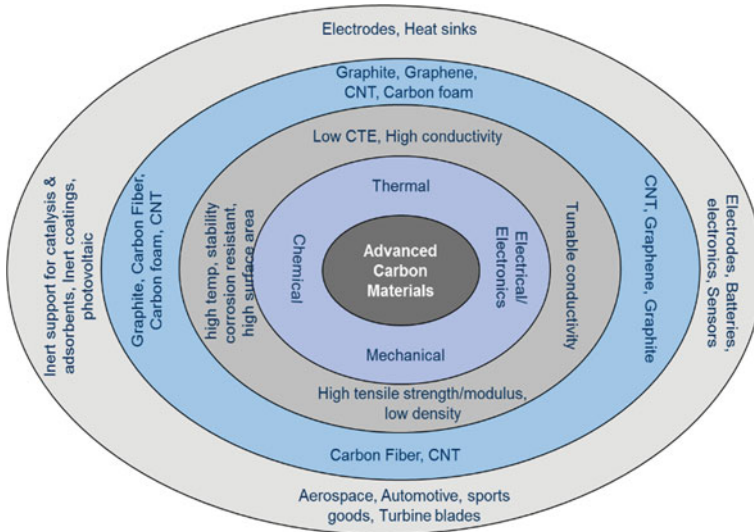 Electrodes, Heat sinks
Graphite, Graphene,
CNT, Carbon foam
Low CTE, High conductivity
Thermal
Inert support for catalysis &
adsorbents, Inert coatings,
photovoltaic
Graphite, Carbon Fiber,
Carbon foam, CNT
high temp, stability
corrosion resistant,
high surface area
Chemical
Advanced
Carbon
Materials
Electrical/
Electronics
Tunable conductivity
CNT, Graphene, Graphite
Electrodes, Batteries,
electronics, Sensors
Mechanical
High tensile strength/modulus,
low density
Carbon Fiber, CNT
Aerospace, Automotive, sports
goods, Turbine blades